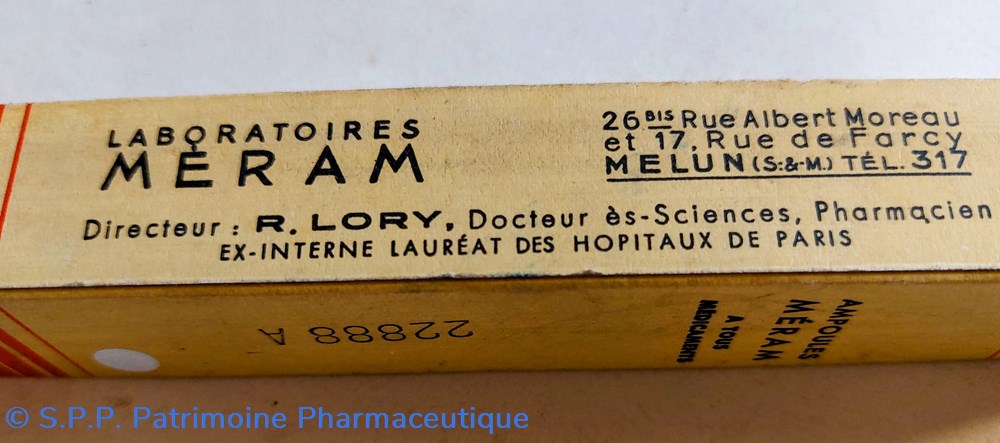 LABORATOIRES
MÉRAM
26 BIS Rue Albert Moreau
et 17, Rue de Farcy
MELUN (S.-&-M.) TÉL. 317
Directeur : R. LORY, Docteur ès-Sciences, Pharmacien
EX-INTERNE LAURÉAT DES HOPITAUX DE PARIS
22888 A
AMPOULES
MÉRAM
A TOUS
MÉDICAMENTS
© S.P.P. Patrimoine Pharmaceutique